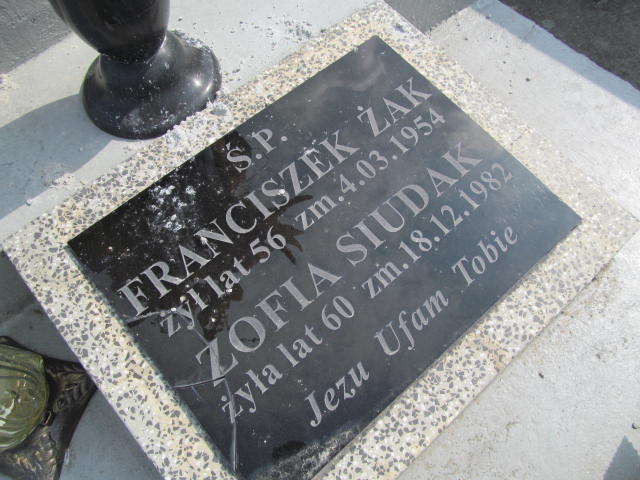 Ś.P.
FRANCISZEK ŻAK
żył lat 56 zm.4.03.1954
ZOFIA SIUDAK
żyła lat 60 zm.18.12.1982
Jezu Ufam Tobie